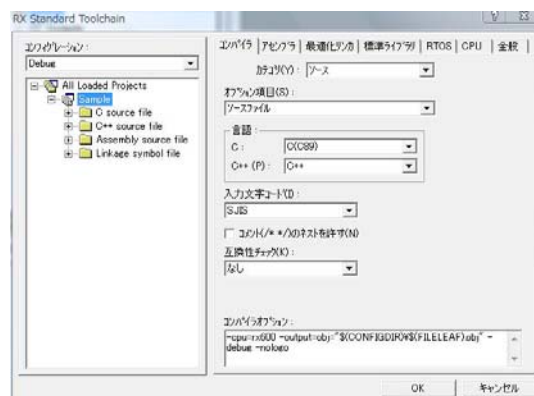 RX Standard Toolchain
コンフィグレーション:
Debug
All Loaded Projects
Sample
C source file
C++ source file
Assembly source file
Linkage symbol file
コンパイラ アセンブラ 最適化リンカ 標準ライブラリ RTOS CPU 全般
カテゴリ(Y): ソース
オプション項目(S):
ソースファイル
言語:
C: C(C89)
C++(P): C++
入力文字コード(I):
SJIS
コメント(/* */)のネストを許す(N)
互換性チェック(K):
なし
コンパイラオプション:
-cpu=rx600 -output=obj="$(CONFIGDIR)¥$(FILELEAF).obj" -
debug -nologo
OK キャンセル